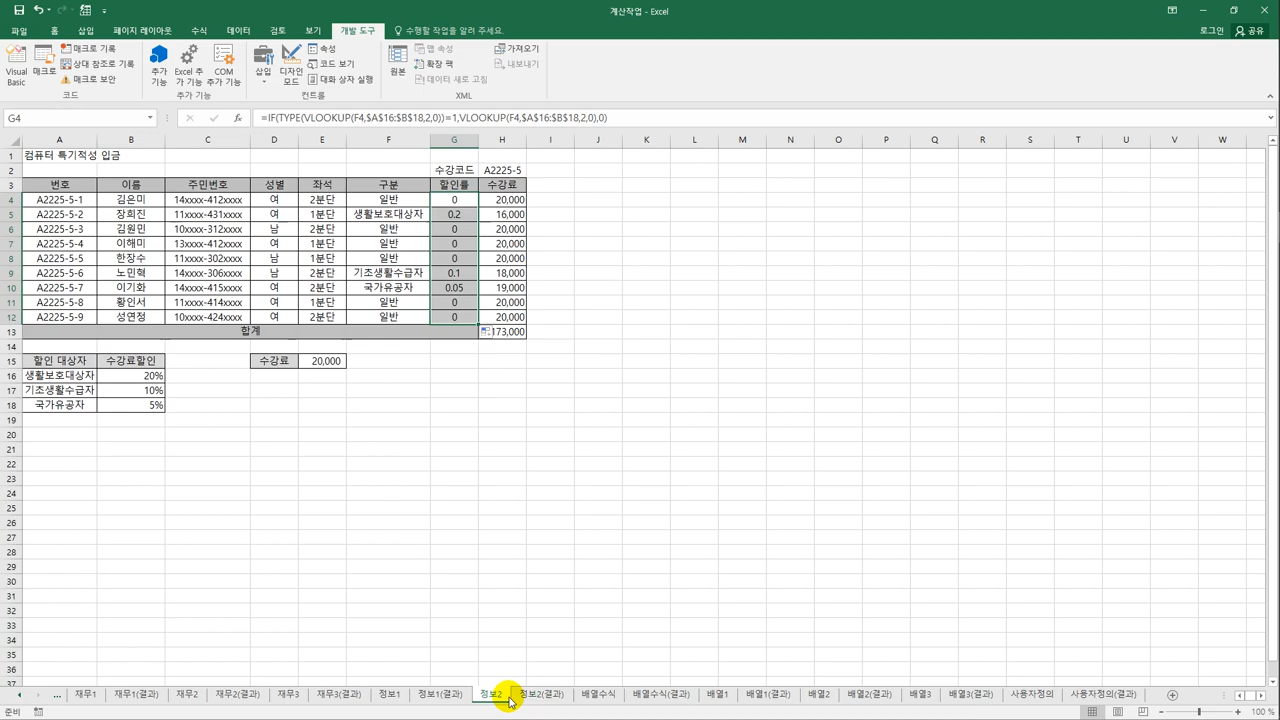 계산작업 - Excel
파일 홈 삽입 페이지 레이아웃 수식 데이터 검토 보기 개발 도구 수행할 작업을 알려 주세요. 로그인 공유
Visual Basic 매크로 매크로 기록 상대 참조로 기록 매크로 보안 추가 기능 Excel 추가 기능 COM 추가 기능 삽입 디자인 모드 속성 코드 보기 대화 상자 실행 원본 맵 속성 확장 팩 데이터 새로 고침 가져오기 내보내기
코드 추가 기능 컨트롤 XML
G4 fx =IF(TYPE(VLOOKUP(F4,$A$16:$B$18,2,0))=1,VLOOKUP(F4,$A$16:$B$18,2,0),0)
A B C D E F G H I J K L M N O P Q R S T U V W
1 컴퓨터 특기적성 입금
2 수강코드 A2225-5
3 번호 이름 주민번호 성별 좌석 구분 할인률 수강료
4 A2225-5-1 김은미 14xxxx-412xxxx 여 2분단 일반 0 20,000
5 A2225-5-2 장희진 11xxxx-431xxxx 여 1분단 생활보호대상자 0.2 16,000
6 A2225-5-3 김원민 10xxxx-312xxxx 남 2분단 일반 0 20,000
7 A2225-5-4 이해미 13xxxx-412xxxx 여 1분단 일반 0 20,000
8 A2225-5-5 한장수 11xxxx-302xxxx 남 1분단 일반 0 20,000
9 A2225-5-6 노민혁 14xxxx-306xxxx 남 2분단 기초생활수급자 0.1 18,000
10 A2225-5-7 이기화 14xxxx-415xxxx 여 2분단 국가유공자 0.05 19,000
11 A2225-5-8 황인서 11xxxx-414xxxx 여 1분단 일반 0 20,000
12 A2225-5-9 성연정 10xxxx-424xxxx 여 2분단 일반 0 20,000
13 합계 173,000
14
15 할인 대상자 수강료할인 수강료 20,000
16 생활보호대상자 20%
17 기초생활수급자 10%
18 국가유공자 5%
19
20
21
22
23
24
25
26
27
28
29
30
31
32
33
34
35
36
37
... 재무1 재무1(결과) 재무2 재무2(결과) 재무3 재무3(결과) 정보1 정보1(결과) 정보2 정보2(결과) 배열수식 배열수식(결과) 배열1 배열1(결과) 배열2 배열2(결과) 배열3 배열3(결과) 사용자정의 사용자정의(결과)
준비 100 %